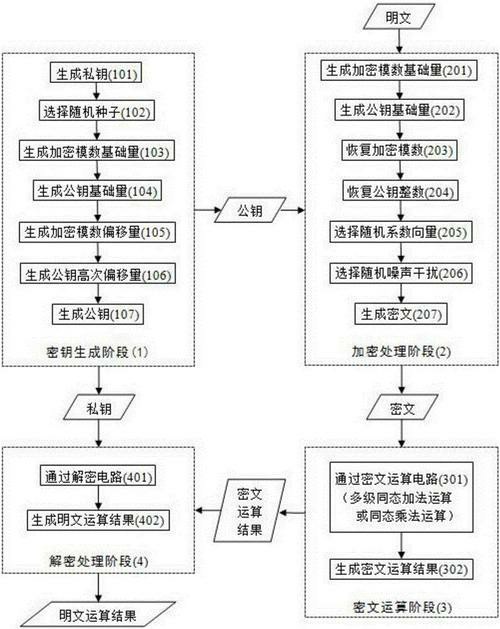 明文
生成私钥(101)
选择随机种子(102)
生成加密模数基础量(103)
生成公钥基础量(104)
生成加密模数偏移量(105)
生成公钥高次偏移量(106)
生成公钥(107)
密钥生成阶段(1)
公钥
生成加密模数基础量(201)
生成公钥基础量(202)
恢复加密模数(203)
恢复公钥整数(204)
选择随机系数向量(205)
选择随机噪声干扰(206)
生成密文(207)
加密处理阶段(2)
私钥
密文
通过密文运算电路(301)
(多级同态加法运算
或同态乘法运算)
生成密文运算结果(302)
密文运算阶段(3)
密文
运算
结果
通过解密电路(401)
生成明文运算结果(402)
解密处理阶段(4)
明文运算结果